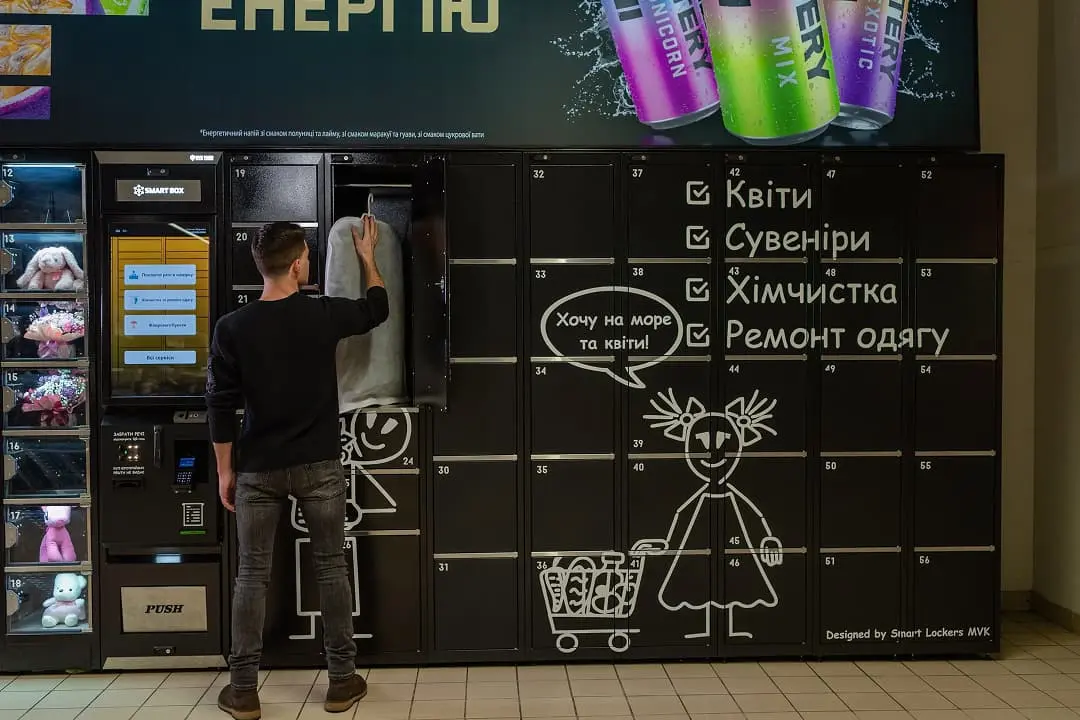 ЕНЕРГІЮ
UNICORN
MIX
EXOTIC
*Енергетичний напій зі смаком полуниці та лайму, зі смаком маракуї та гуави, зі смаком цукрової вати
SMART BOX
12
13
14
15
16
17
18
Всі сервіси
ЗАБРАТИ РЕЧІ
PUSH
19
20
21
24
26
30
31
32
33
34
35
36
37
38
39
40
41
42
43
44
45
46
47
48
49
50
51
52
53
54
55
56
Квіти
Сувеніри
Хімчистка
Ремонт одягу
Хочу на море
та квіти!
Designed by Smart Lockers MVK